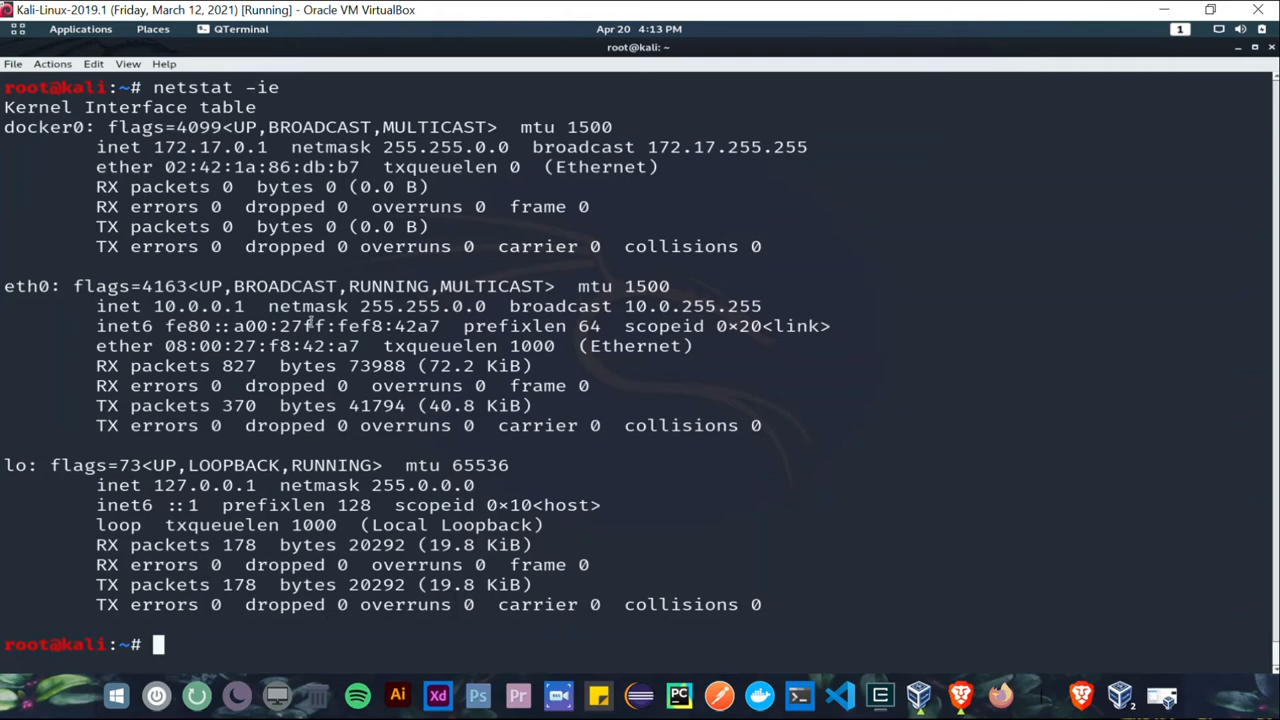 Kali-Linux-2019.1 (Friday, March 12, 2021) [Running] - Oracle VM VirtualBox
Applications Places QTerminal Apr 20 4:13 PM 1
root@kali: ~
File Actions Edit View Help
root@kali:~# netstat -ie
Kernel Interface table
docker0: flags=4099<UP,BROADCAST,MULTICAST> mtu 1500
inet 172.17.0.1 netmask 255.255.0.0 broadcast 172.17.255.255
ether 02:42:1a:86:db:b7 txqueuelen 0 (Ethernet)
RX packets 0 bytes 0 (0.0 B)
RX errors 0 dropped 0 overruns 0 frame 0
TX packets 0 bytes 0 (0.0 B)
TX errors 0 dropped 0 overruns 0 carrier 0 collisions 0
eth0: flags=4163<UP,BROADCAST,RUNNING,MULTICAST> mtu 1500
inet 10.0.0.1 netmask 255.255.0.0 broadcast 10.0.255.255
inet6 fe80::a00:27ff:fef8:42a7 prefixlen 64 scopeid 0×20<link>
ether 08:00:27:f8:42:a7 txqueuelen 1000 (Ethernet)
RX packets 827 bytes 73988 (72.2 KiB)
RX errors 0 dropped 0 overruns 0 frame 0
TX packets 370 bytes 41794 (40.8 KiB)
TX errors 0 dropped 0 overruns 0 carrier 0 collisions 0
lo: flags=73<UP,LOOPBACK,RUNNING> mtu 65536
inet 127.0.0.1 netmask 255.0.0.0
inet6 ::1 prefixlen 128 scopeid 0×10<host>
loop txqueuelen 1000 (Local Loopback)
RX packets 178 bytes 20292 (19.8 KiB)
RX errors 0 dropped 0 overruns 0 frame 0
TX packets 178 bytes 20292 (19.8 KiB)
TX errors 0 dropped 0 overruns 0 carrier 0 collisions 0
root@kali:~#
Ai Xd Ps Pr PC 2